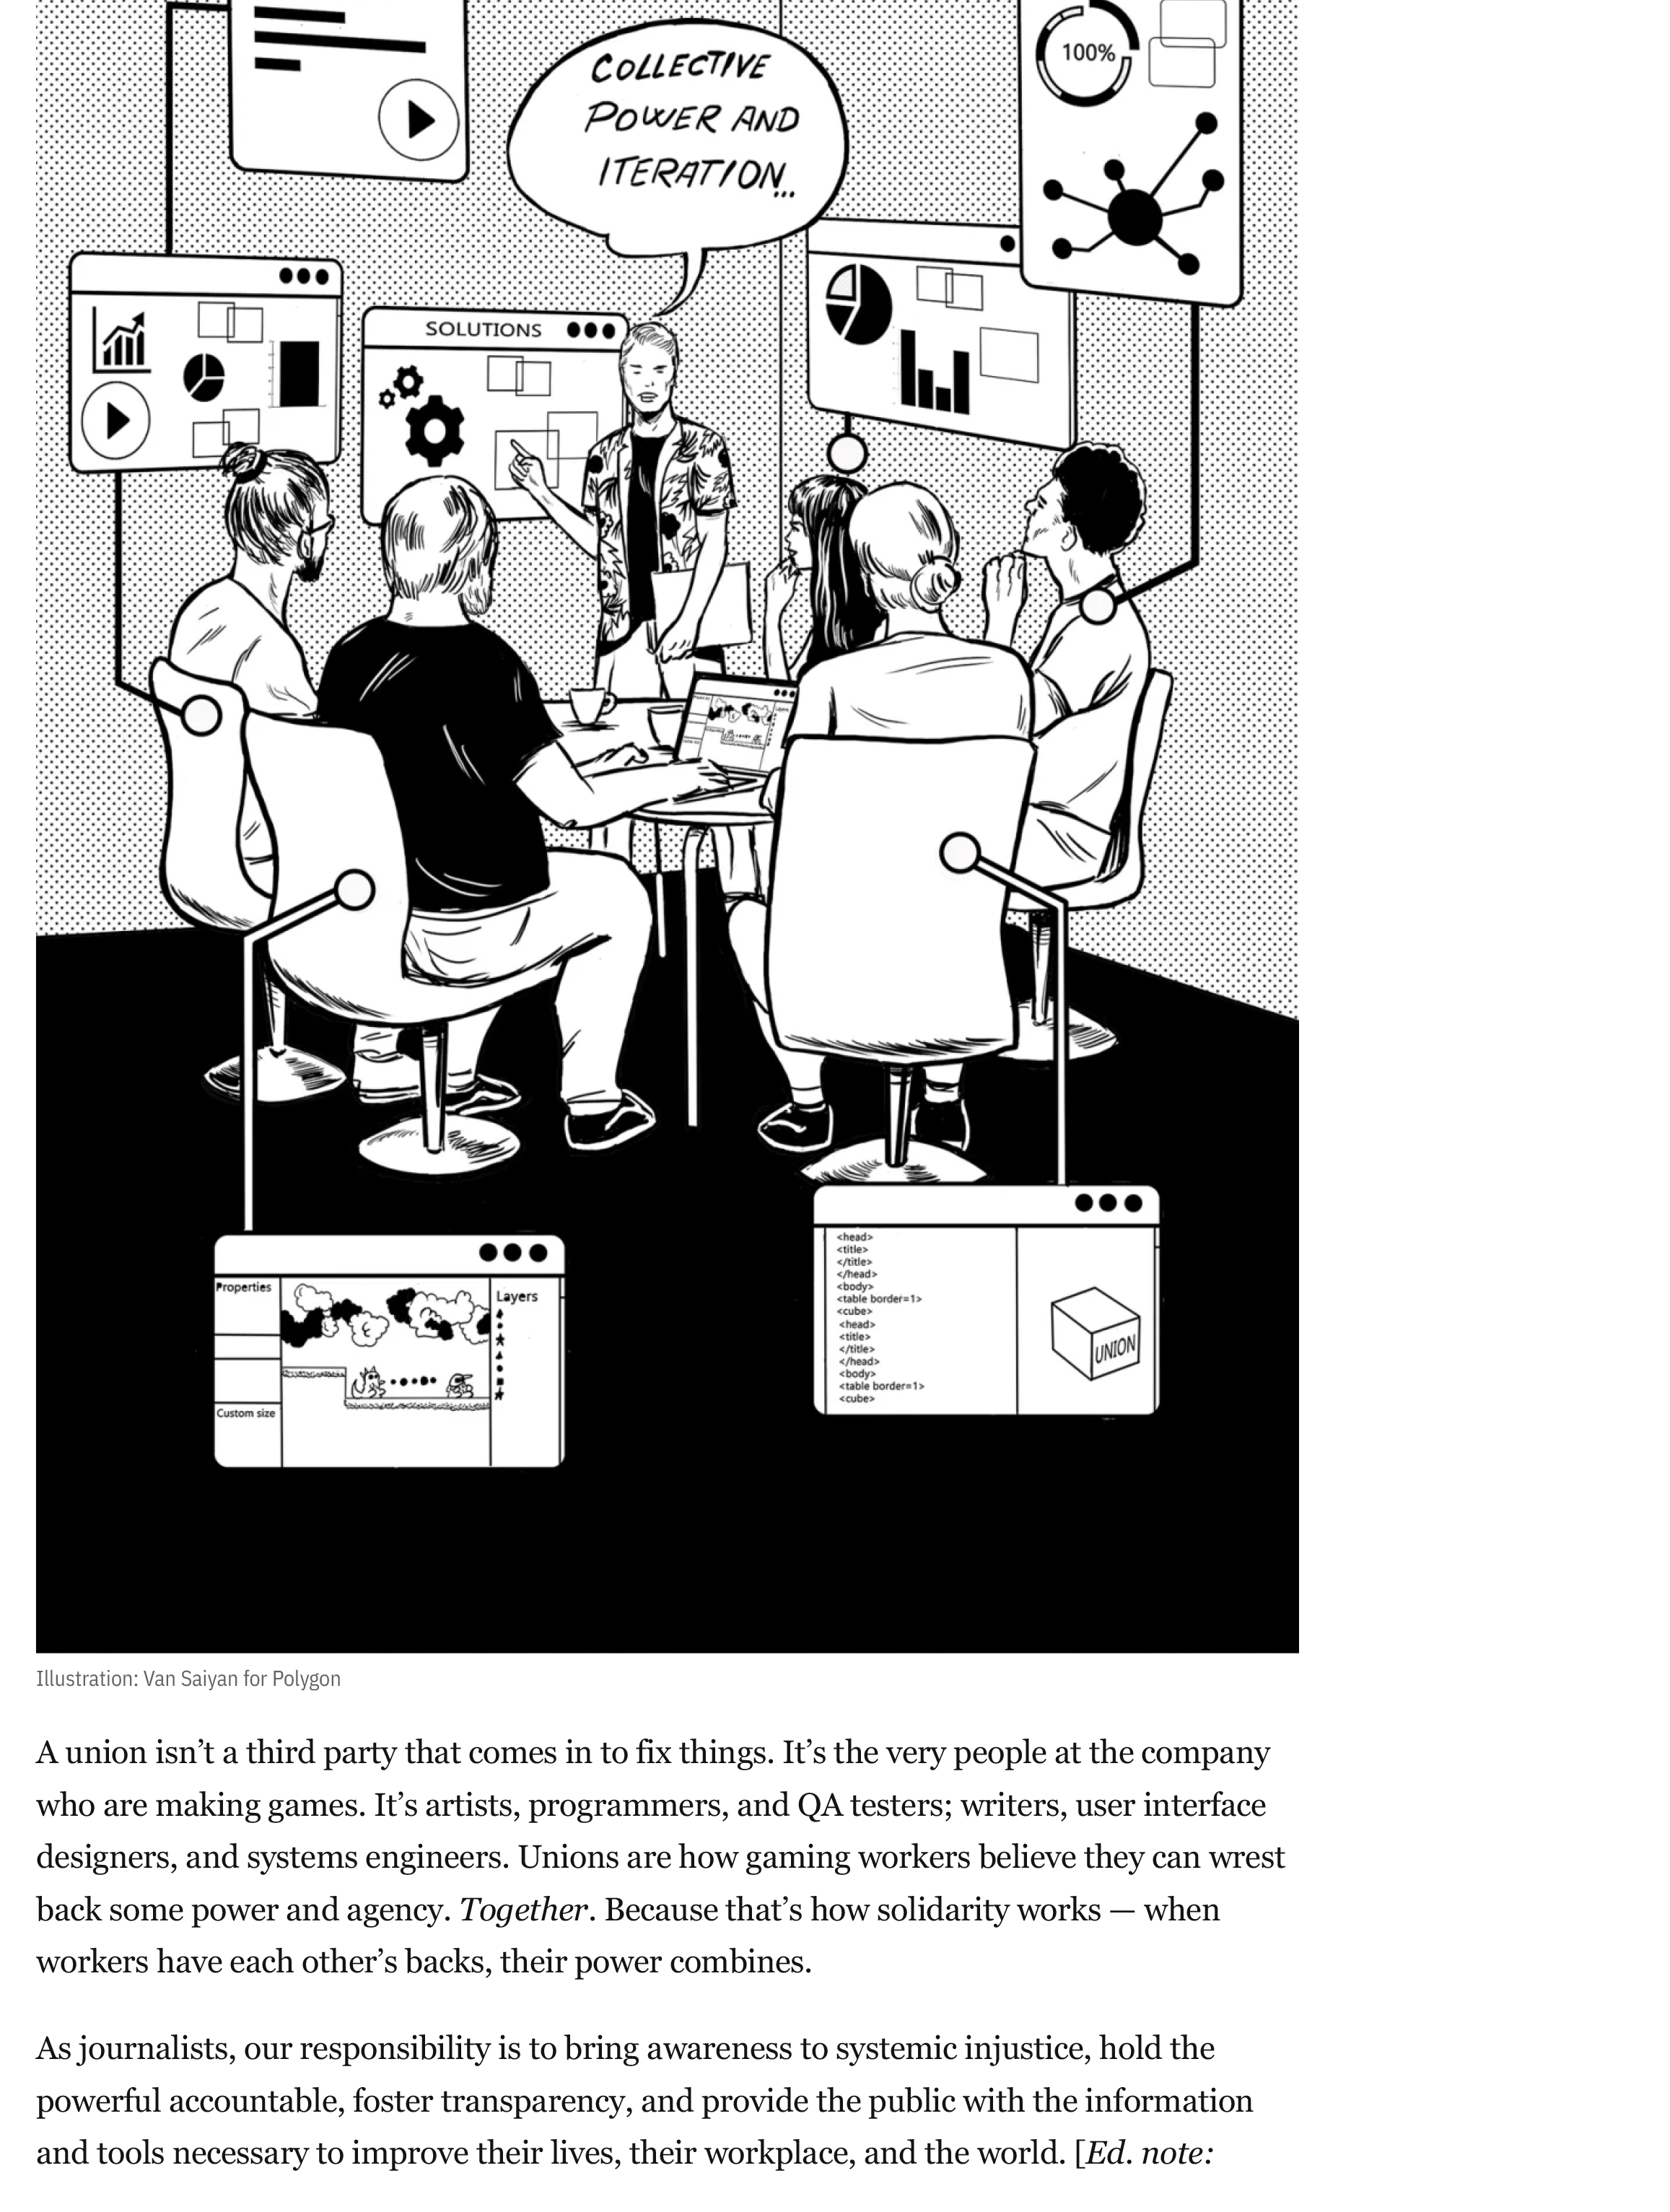 100%
COLLECTIVE
POWER AND
ITERATION...
SOLUTIONS
Properties
Layers
Custom size
<head>
<title>
</title>
</head>
<body>
<table border=1>
<cube>
<head>
<title>
</title>
</head>
<body>
<table border=1>
<cube>
UNION
Illustration: Van Saiyan for Polygon
A union isn’t a third party that comes in to fix things. It’s the very people at the company
who are making games. It’s artists, programmers, and QA testers; writers, user interface
designers, and systems engineers. Unions are how gaming workers believe they can wrest
back some power and agency. Together. Because that’s how solidarity works — when
workers have each other’s backs, their power combines.
As journalists, our responsibility is to bring awareness to systemic injustice, hold the
powerful accountable, foster transparency, and provide the public with the information
and tools necessary to improve their lives, their workplace, and the world. [Ed. note: